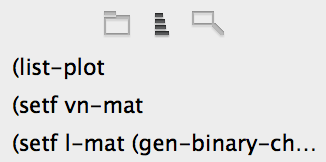 (list-plot
(setf vn-mat
(setf l-mat (gen-binary-ch...